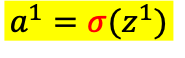 a¹ = σ(z¹)